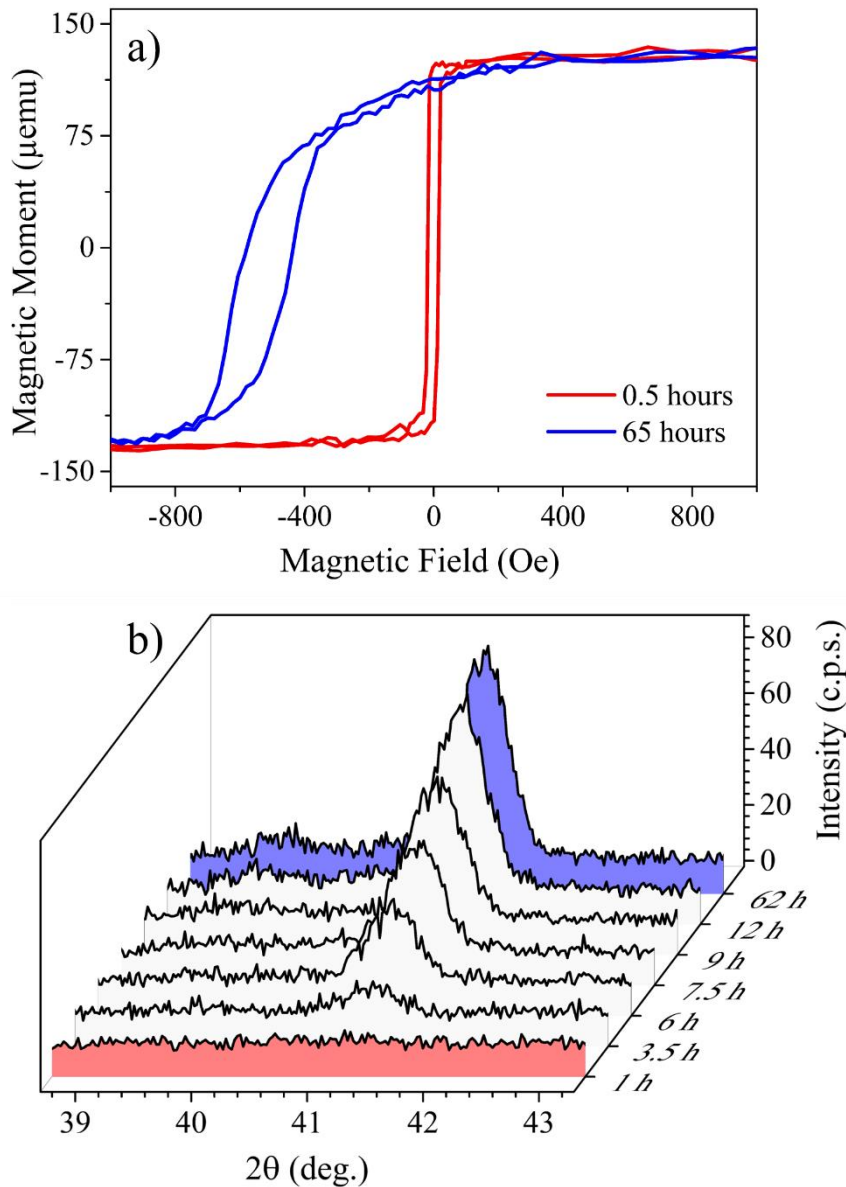 a)
150
75
0
-75
-150
Magnetic Moment (μemu)
0.5 hours
65 hours
-800
-400
0
400
800
Magnetic Field (Oe)
b)
80
60
40
20
0
Intensity (c.p.s.)
62 h
12 h
9 h
7.5 h
6 h
3.5 h
1 h
39
40
41
42
43
2θ (deg.)